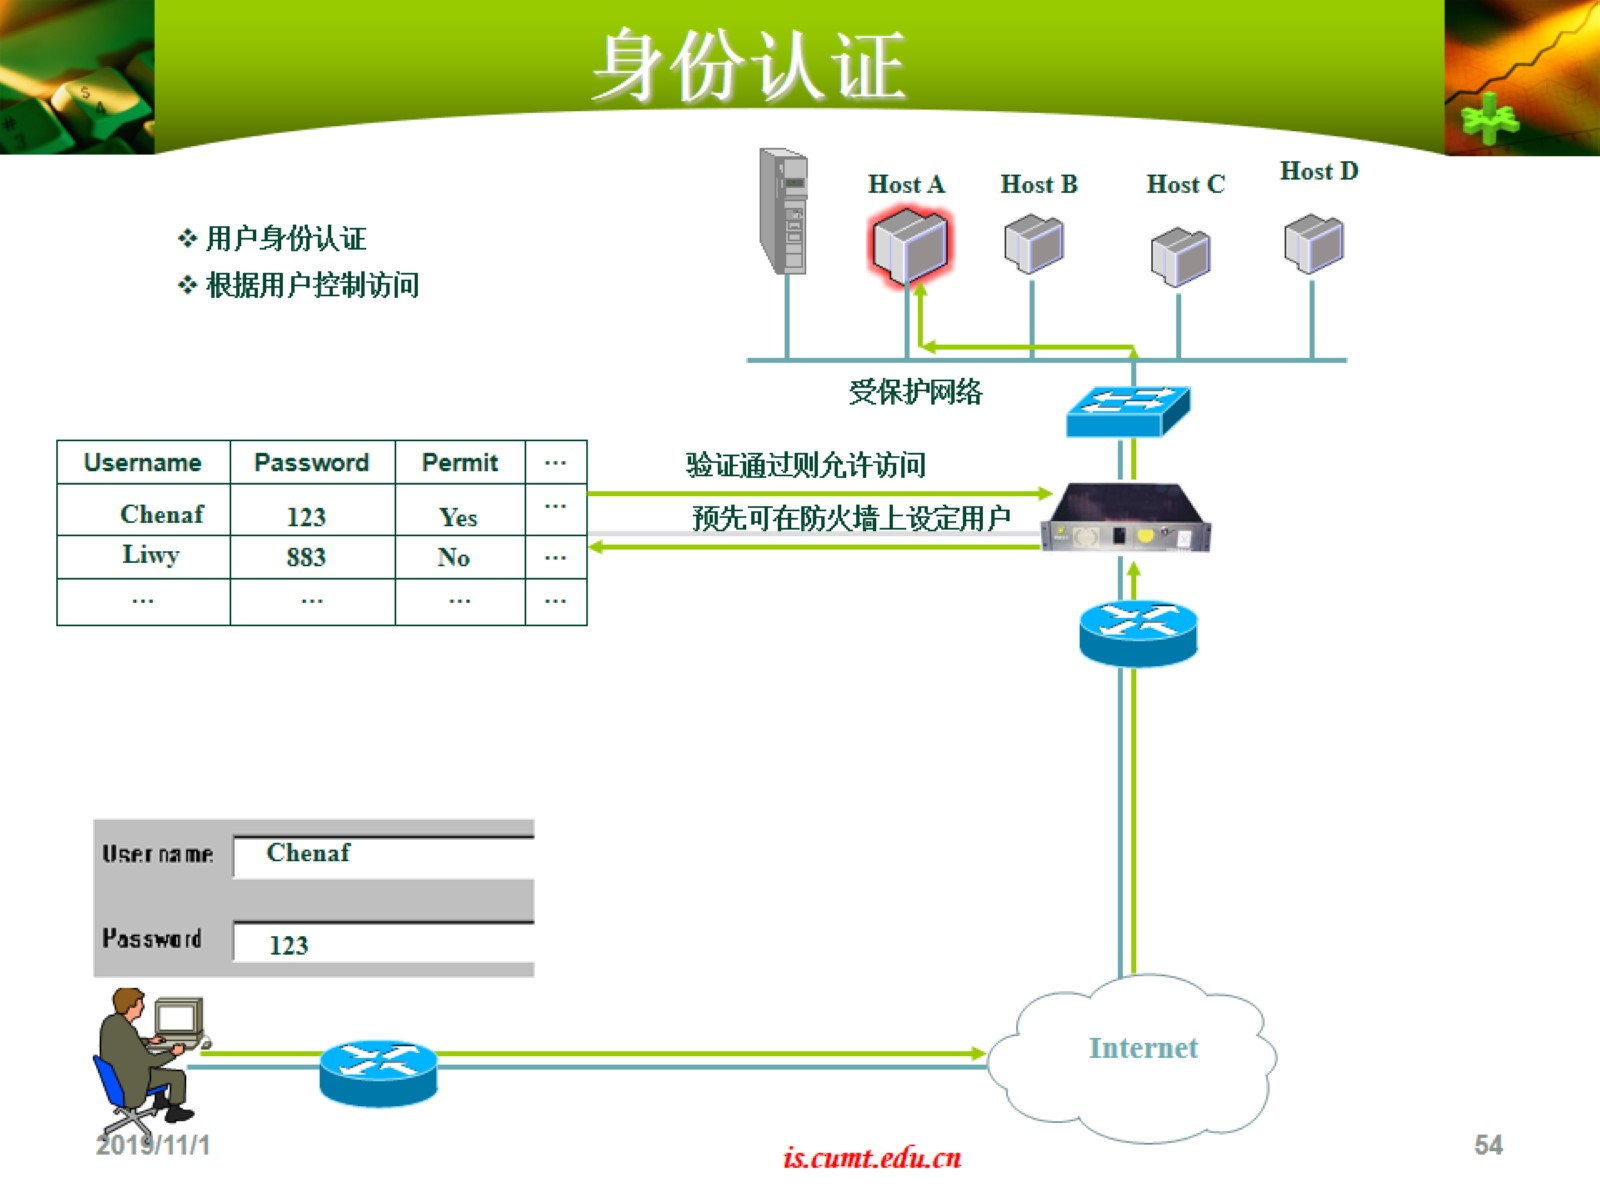 身份认证
Host A
Host B
Host C
Host D
❖ 用户身份认证
❖ 根据用户控制访问
受保护网络
Username Password Permit ...
Chenaf 123 Yes ...
Liwy 883 No ...
... ... ... ...
验证通过则允许访问
预先可在防火墙上设定用户
Username Chenaf
Password 123
Internet
2019/11/1
is.cumt.edu.cn
54